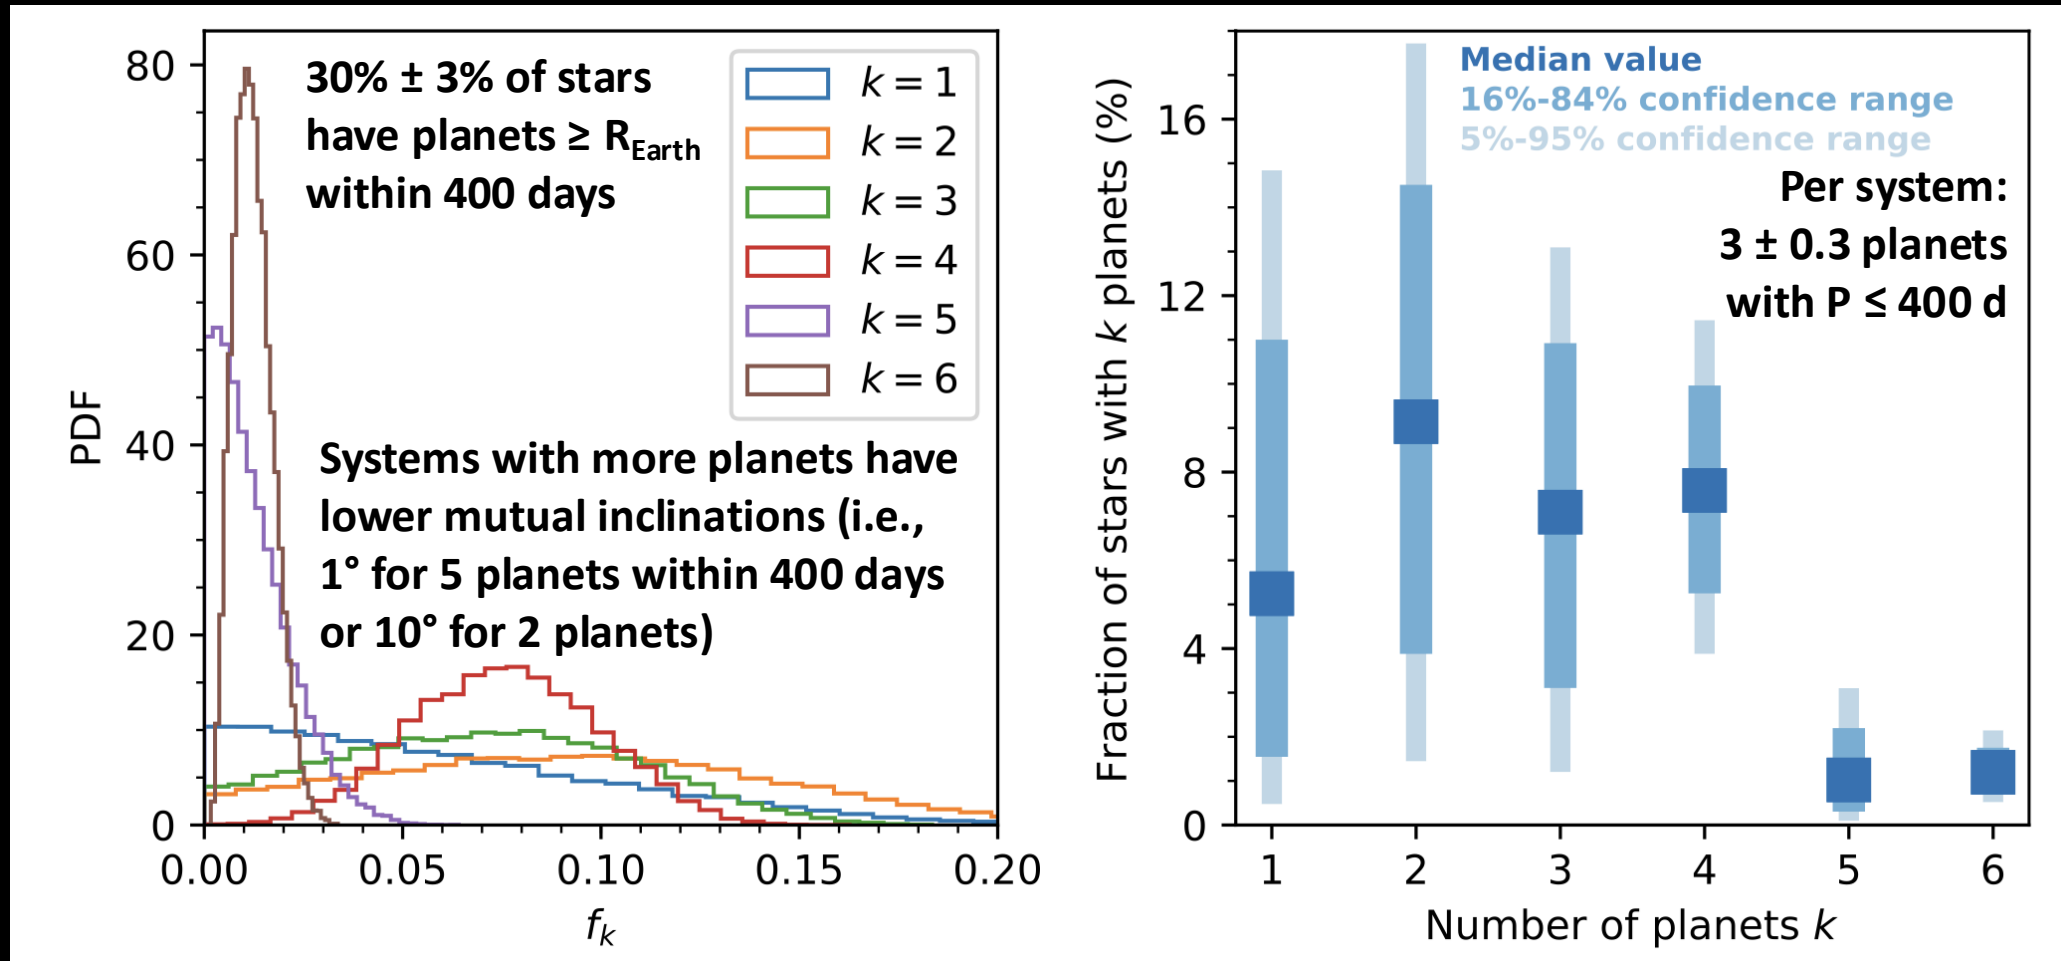 30% ± 3% of stars
have planets ≥ R_Earth
within 400 days
k = 1
k = 2
k = 3
k = 4
k = 5
k = 6
Systems with more planets have
lower mutual inclinations (i.e.,
1° for 5 planets within 400 days
or 10° for 2 planets)
PDF
80
60
40
20
0
0.00 0.05 0.10 0.15 0.20
f_k
Median value
16%-84% confidence range
5%-95% confidence range
Per system:
3 ± 0.3 planets
with P ≤ 400 d
Fraction of stars with k planets (%)
16
12
8
4
0
1 2 3 4 5 6
Number of planets k